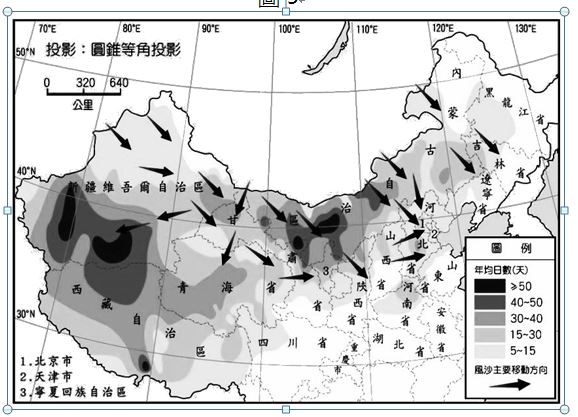 圖 5
70°E 80°E 90°E 100°E 110°E 120°E 130°E
50°N
投影：圓錐等角投影
0 320 640
公里
40°N
30°N
內 蒙 古 自 治 區
黑 龍 江 省
吉 林 省
遼 寧 省
新 疆 維 吾 爾 自 治 區
甘 肅 省
河 北 省
1
2
3
山 西 省
山 東
陝 西 省
河 南 省
安 徽 省
青 海 省
西 藏 自 治 區
四 川 省
重 慶 市
湖 北 省
1.北京市
2.天津市
3.寧夏回族自治區
圖 例
年均日數(天)
≥50
40~50
30~40
15~30
5~15
風沙主要移動方向